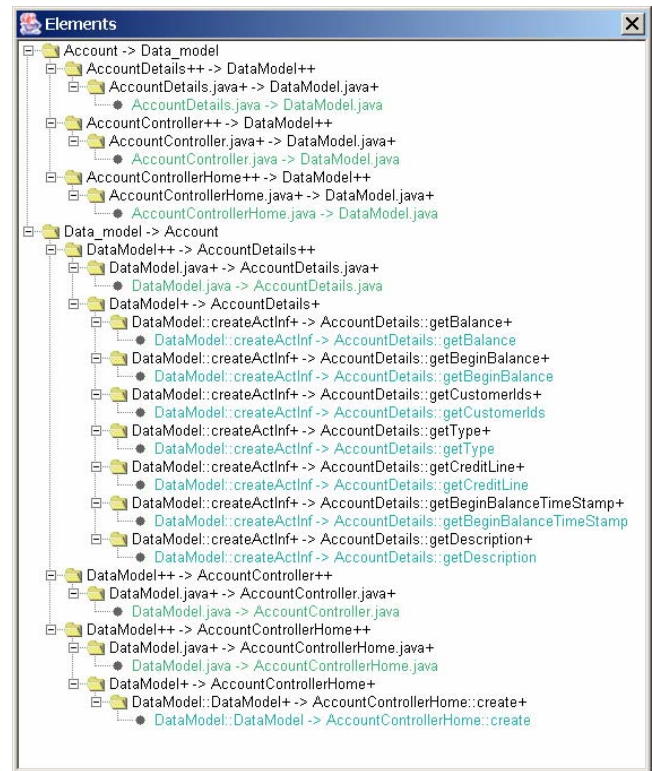 Elements
Account -> Data_model
AccountDetails++ -> DataModel++
AccountDetails.java+ -> DataModel.java+
AccountDetails.java -> DataModel.java
AccountController++ -> DataModel++
AccountController.java+ -> DataModel.java+
AccountController.java -> DataModel.java
AccountControllerHome++ -> DataModel++
AccountControllerHome.java+ -> DataModel.java+
AccountControllerHome.java -> DataModel.java
Data_model -> Account
DataModel++ -> AccountDetails++
DataModel.java+ -> AccountDetails.java+
DataModel.java -> AccountDetails.java
DataModel+ -> AccountDetails+
DataModel::createActInf+ -> AccountDetails::getBalance+
DataModel::createActInf -> AccountDetails::getBalance
DataModel::createActInf+ -> AccountDetails::getBeginBalance+
DataModel::createActInf -> AccountDetails::getBeginBalance
DataModel::createActInf+ -> AccountDetails::getCustomerIds+
DataModel::createActInf -> AccountDetails::getCustomerIds
DataModel::createActInf+ -> AccountDetails::getType+
DataModel::createActInf -> AccountDetails::getType
DataModel::createActInf+ -> AccountDetails::getCreditLine+
DataModel::createActInf -> AccountDetails::getCreditLine
DataModel::createActInf+ -> AccountDetails::getBeginBalanceTimeStamp+
DataModel::createActInf -> AccountDetails::getBeginBalanceTimeStamp
DataModel::createActInf+ -> AccountDetails::getDescription+
DataModel::createActInf -> AccountDetails::getDescription
DataModel++ -> AccountController++
DataModel.java+ -> AccountController.java+
DataModel.java -> AccountController.java
DataModel++ -> AccountControllerHome++
DataModel.java+ -> AccountControllerHome.java+
DataModel.java -> AccountControllerHome.java
DataModel+ -> AccountControllerHome+
DataModel::DataModel+ -> AccountControllerHome::create+
DataModel::DataModel -> AccountControllerHome::create